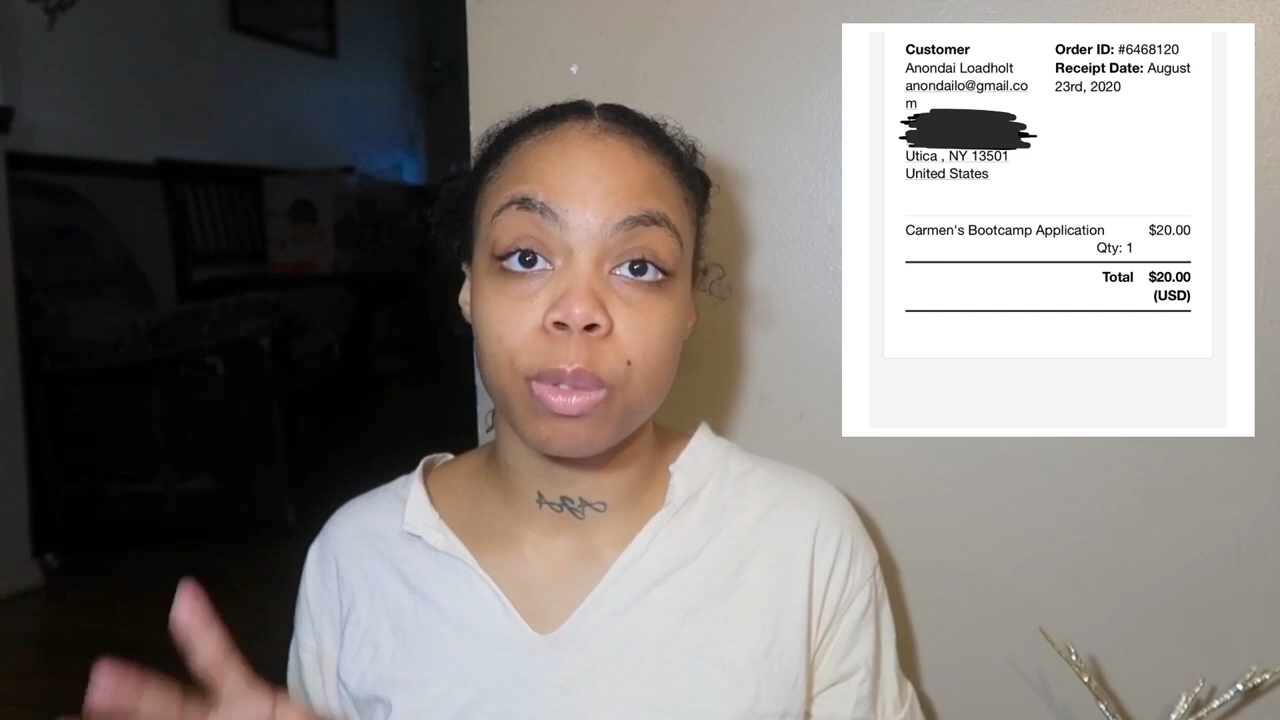 Customer
Anondai Loadholt
anondailo@gmail.co
m
Utica , NY 13501
United States
Order ID: #6468120
Receipt Date: August
23rd, 2020
Carmen's Bootcamp Application $20.00
Qty: 1
Total $20.00
(USD)